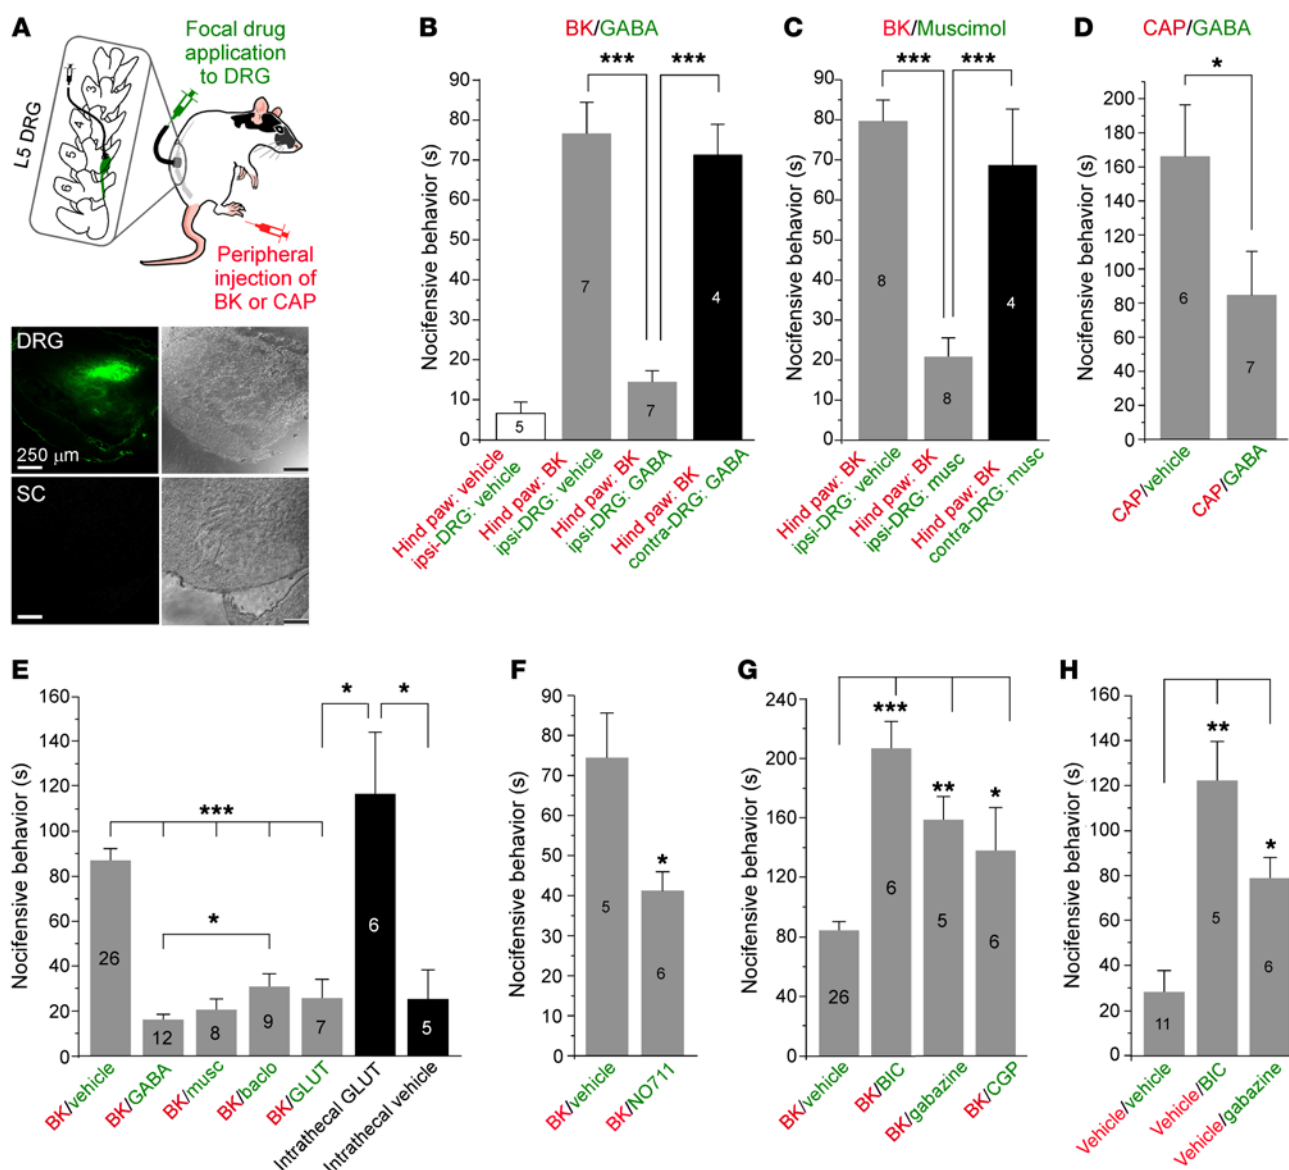 A
Focal drug
application
to DRG
L5 DRG
3
4
5
6
Peripheral
injection of
BK or CAP
DRG
250 µm
SC
B
BK/GABA
*** ***
Nocifensive behavior (s)
90
80
70
60
50
40
30
20
10
0
5
7
7
4
Hind paw: vehicle
ipsi-DRG: vehicle
Hind paw: BK
ipsi-DRG: vehicle
Hind paw: BK
ipsi-DRG: GABA
Hind paw: BK
contra-DRG: GABA
C
BK/Muscimol
*** ***
Nocifensive behavior (s)
90
80
70
60
50
40
30
20
10
0
8
8
4
Hind paw: BK
ipsi-DRG: vehicle
Hind paw: BK
ipsi-DRG: musc
Hind paw: BK
contra-DRG: musc
D
CAP/GABA
*
Nocifensive behavior (s)
200
180
160
140
120
100
80
60
40
20
0
6
7
CAP/vehicle
CAP/GABA
E
* *
***
*
Nocifensive behavior (s)
160
140
120
100
80
60
40
20
0
26
12
8
9
7
6
5
BK/vehicle
BK/GABA
BK/musc
BK/baclo
BK/GLUT
Intrathecal GLUT
Intrathecal vehicle
F
*
Nocifensive behavior (s)
90
80
70
60
50
40
30
20
10
0
5
6
BK/vehicle
BK/NO711
G
***
**
*
Nocifensive behavior (s)
240
200
160
120
80
40
0
26
6
5
6
BK/vehicle
BK/BIC
BK/gabazine
BK/CGP
H
**
*
Nocifensive behavior (s)
160
140
120
100
80
60
40
20
0
11
5
6
Vehicle/vehicle
Vehicle/BIC
Vehicle/gabazine